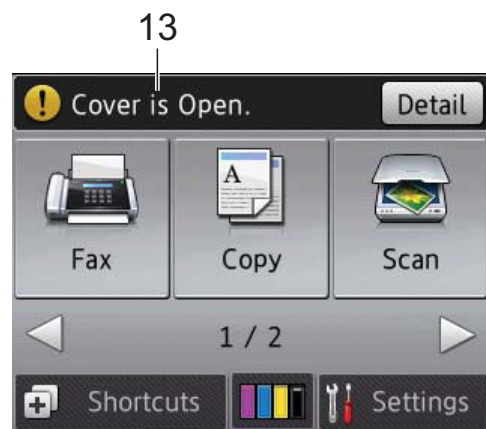 13
Cover is Open.
Detail
A
Fax
Copy
Scan
1 / 2
Shortcuts
Settings